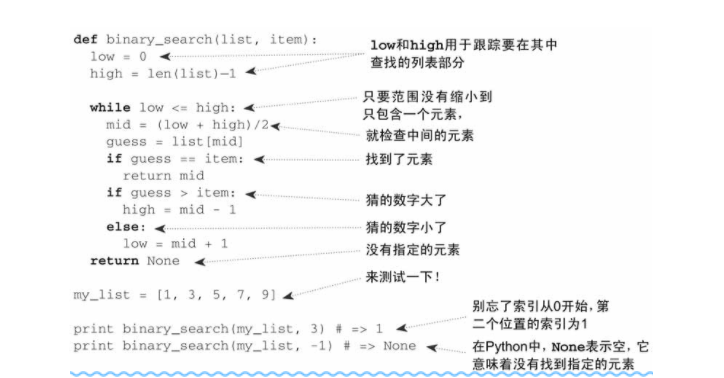 def binary_search(list, item):
low = 0
high = len(list)—1
low和high用于跟踪要在其中
查找的列表部分
while low <= high:
只要范围没有缩小到
只包含一个元素，
mid = (low + high)/2
就检查中间的元素
guess = list[mid]
if guess == item:
找到了元素
return mid
if guess > item:
猜的数字大了
high = mid - 1
else:
猜的数字小了
low = mid + 1
return None
没有指定的元素
来测试一下！
my_list = [1, 3, 5, 7, 9]
别忘了索引从0开始，第
二个位置的索引为1
print binary_search(my_list, 3) # => 1
print binary_search(my_list, -1) # => None
在Python中，None表示空，它
意味着没有找到指定的元素